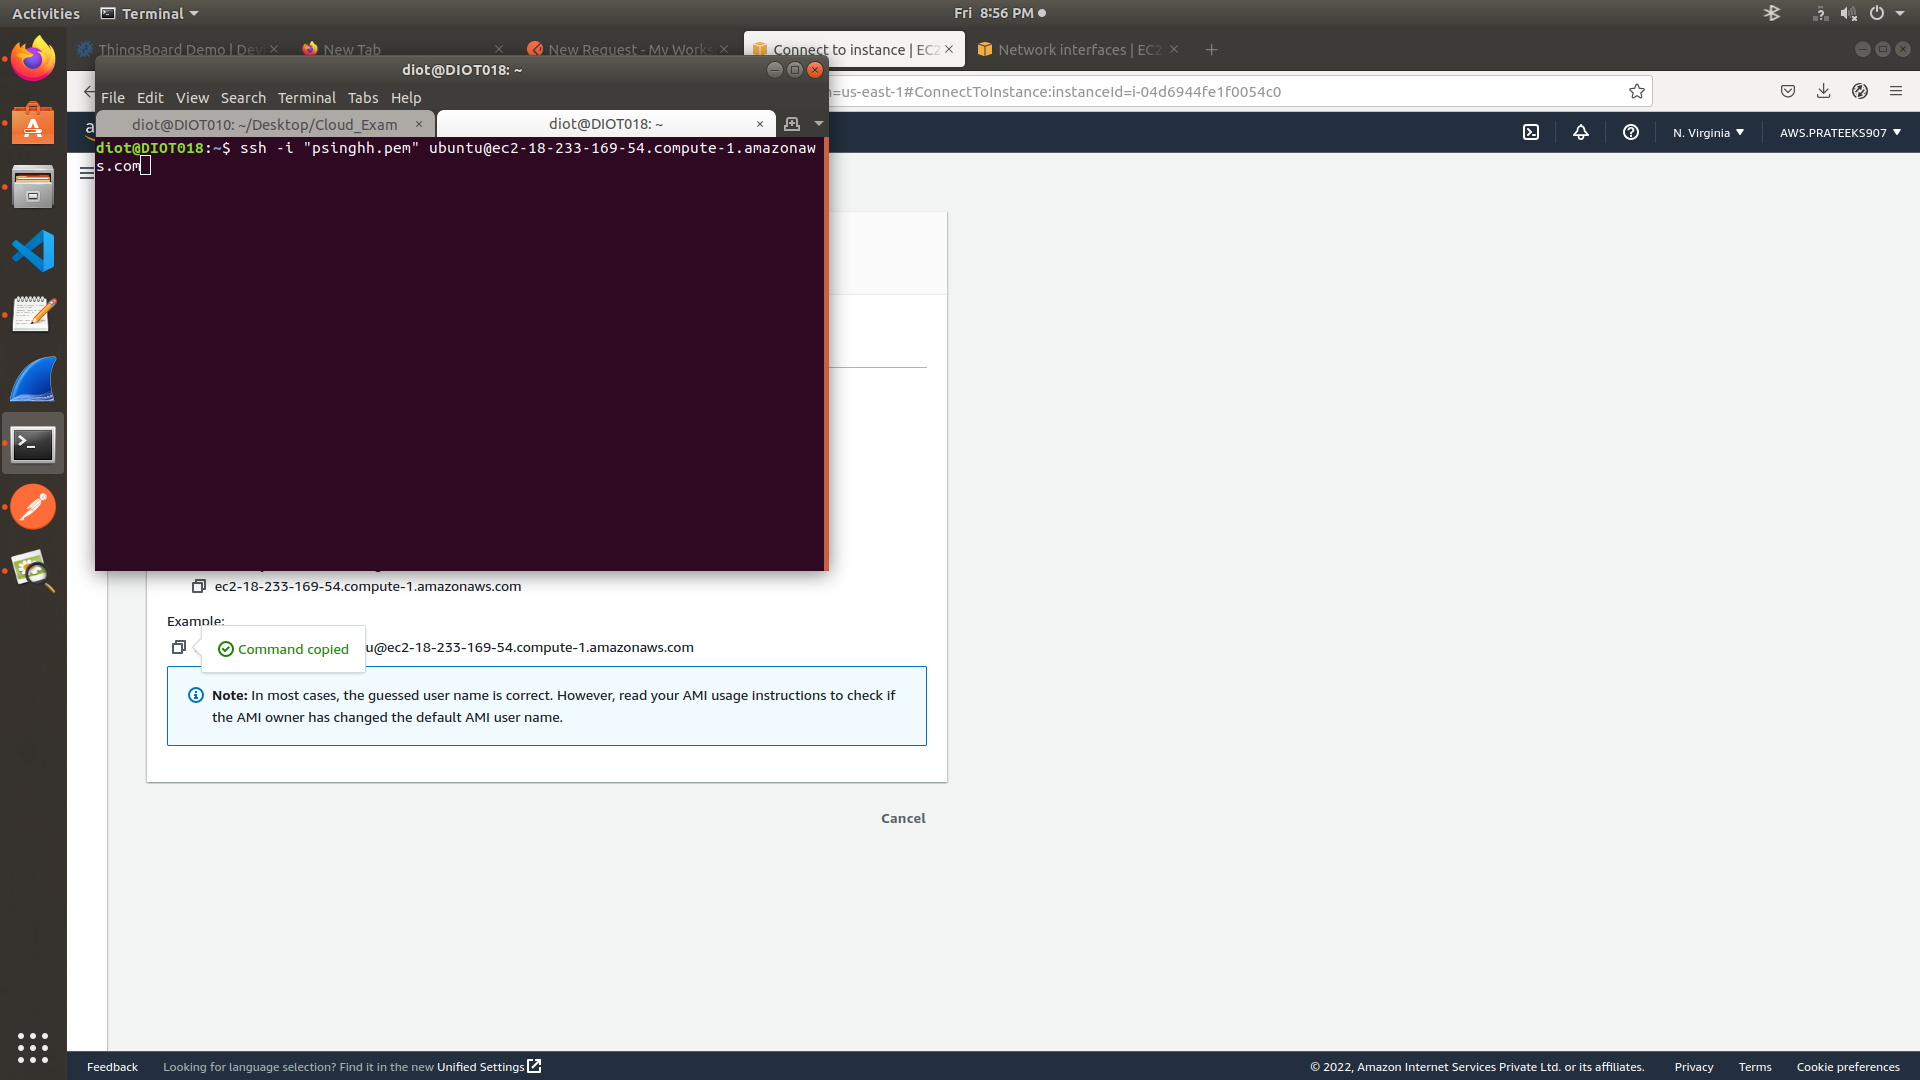 Activities
Terminal
Fri 8:56 PM
ThingsBoard Demo | Devi
New Tab
New Request - My Works
Connect to instance | EC2
Network interfaces | EC2
diot@DIOT018: ~
=us-east-1#ConnectToInstance:instanceId=i-04d6944fe1f0054c0
File Edit View Search Terminal Tabs Help
diot@DIOT010: ~/Desktop/Cloud_Exam
diot@DIOT018: ~
N. Virginia
AWS.PRATEEKS907
diot@DIOT018:~$ ssh -i "psinghh.pem" ubuntu@ec2-18-233-169-54.compute-1.amazonaw
s.com
ec2-18-233-169-54.compute-1.amazonaws.com
Example:
Command copied
u@ec2-18-233-169-54.compute-1.amazonaws.com
Note: In most cases, the guessed user name is correct. However, read your AMI usage instructions to check if
the AMI owner has changed the default AMI user name.
Cancel
Feedback
Looking for language selection? Find it in the new Unified Settings
© 2022, Amazon Internet Services Private Ltd. or its affiliates.
Privacy
Terms
Cookie preferences